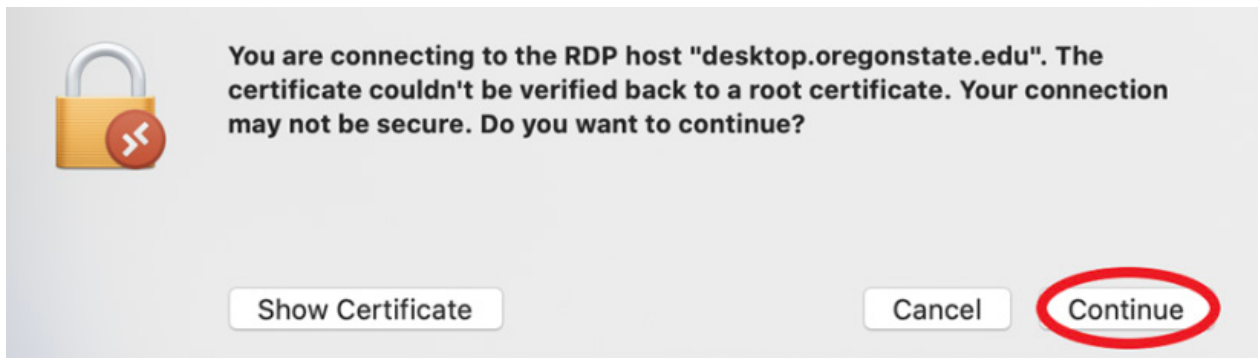 You are connecting to the RDP host "desktop.oregonstate.edu". The
certificate couldn't be verified back to a root certificate. Your connection
may not be secure. Do you want to continue?
Show Certificate
Cancel
Continue